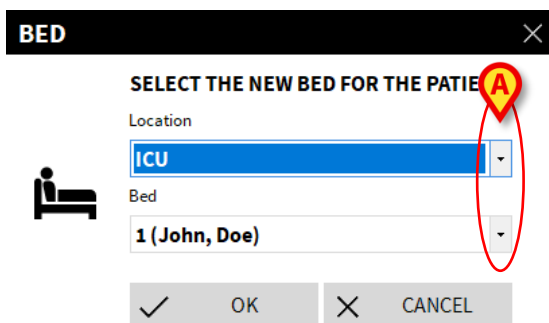 BED
SELECT THE NEW BED FOR THE PATIE
A
Location
ICU
Bed
1 (John, Doe)
OK CANCEL